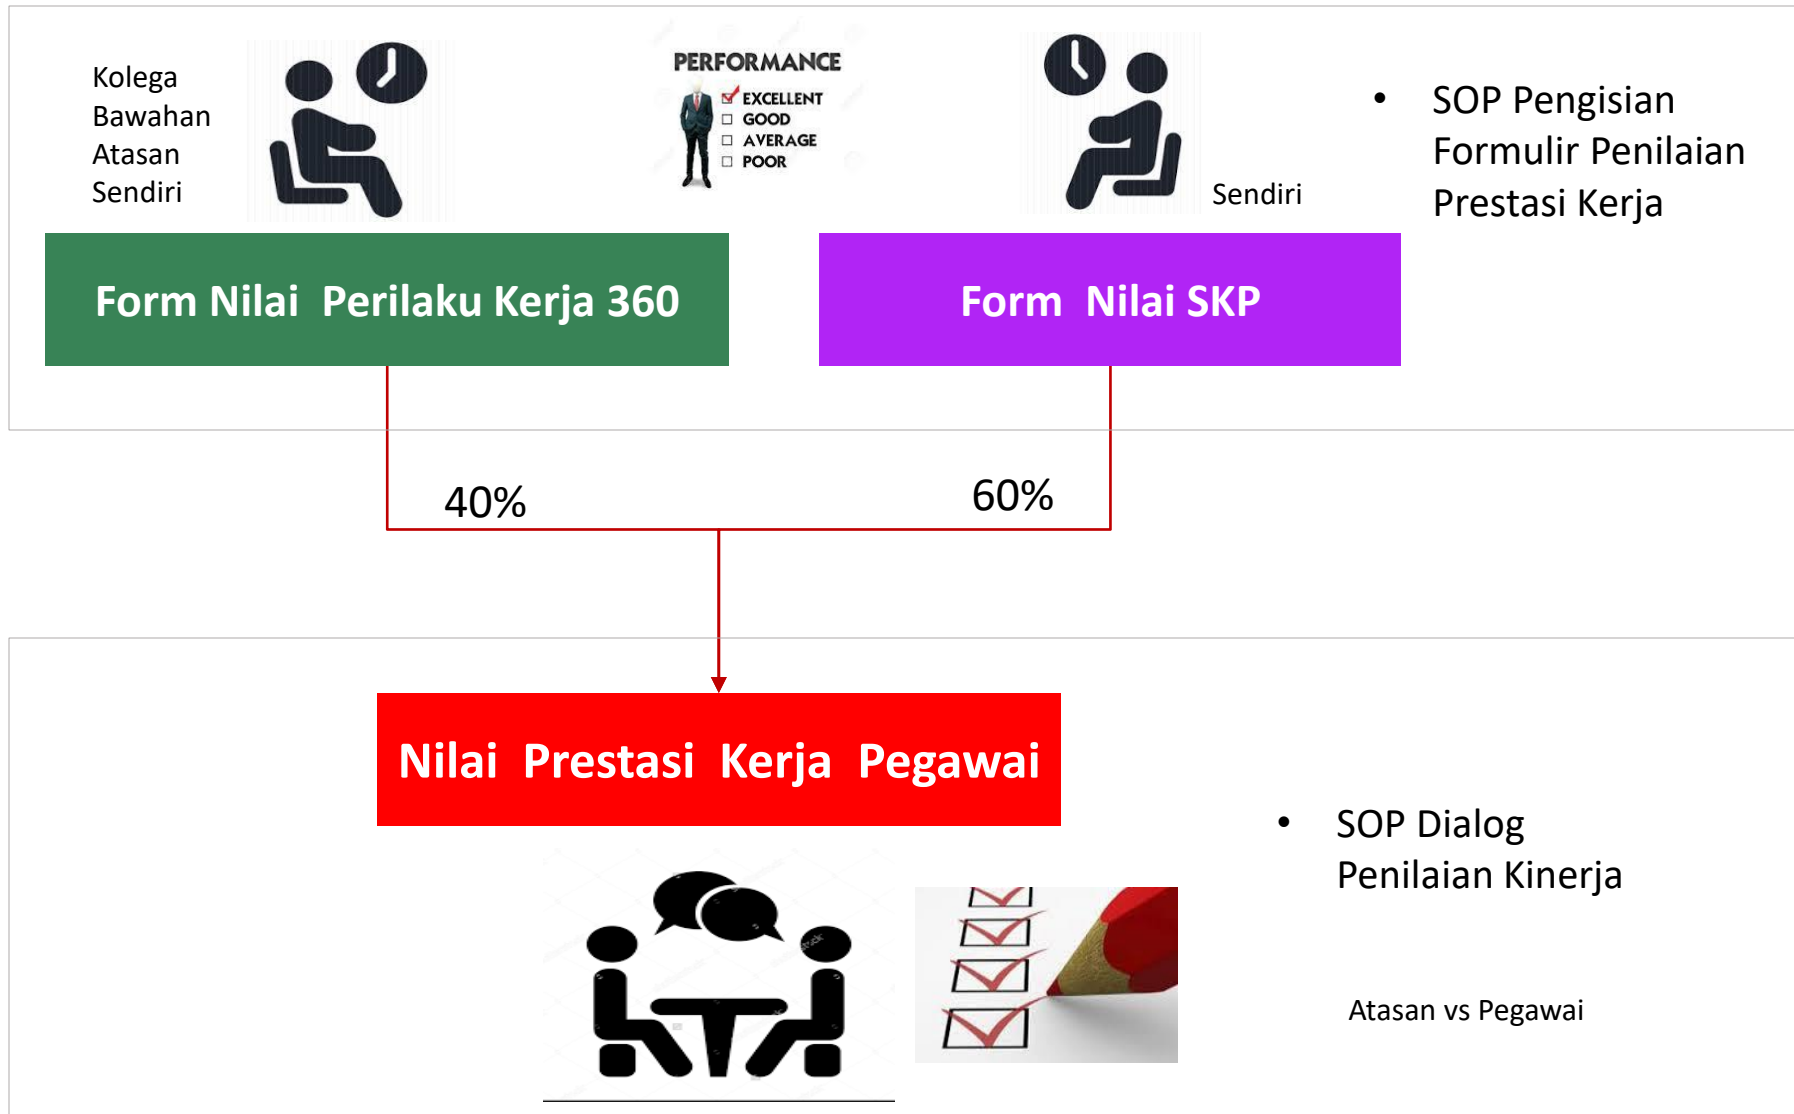 Kolega
Bawahan
Atasan
Sendiri
PERFORMANCE
EXCELLENT
GOOD
AVERAGE
POOR
Sendiri
• SOP Pengisian
Formulir Penilaian
Prestasi Kerja
Form Nilai Perilaku Kerja 360
Form Nilai SKP
40%
60%
Nilai Prestasi Kerja Pegawai
• SOP Dialog
Penilaian Kinerja
Atasan vs Pegawai